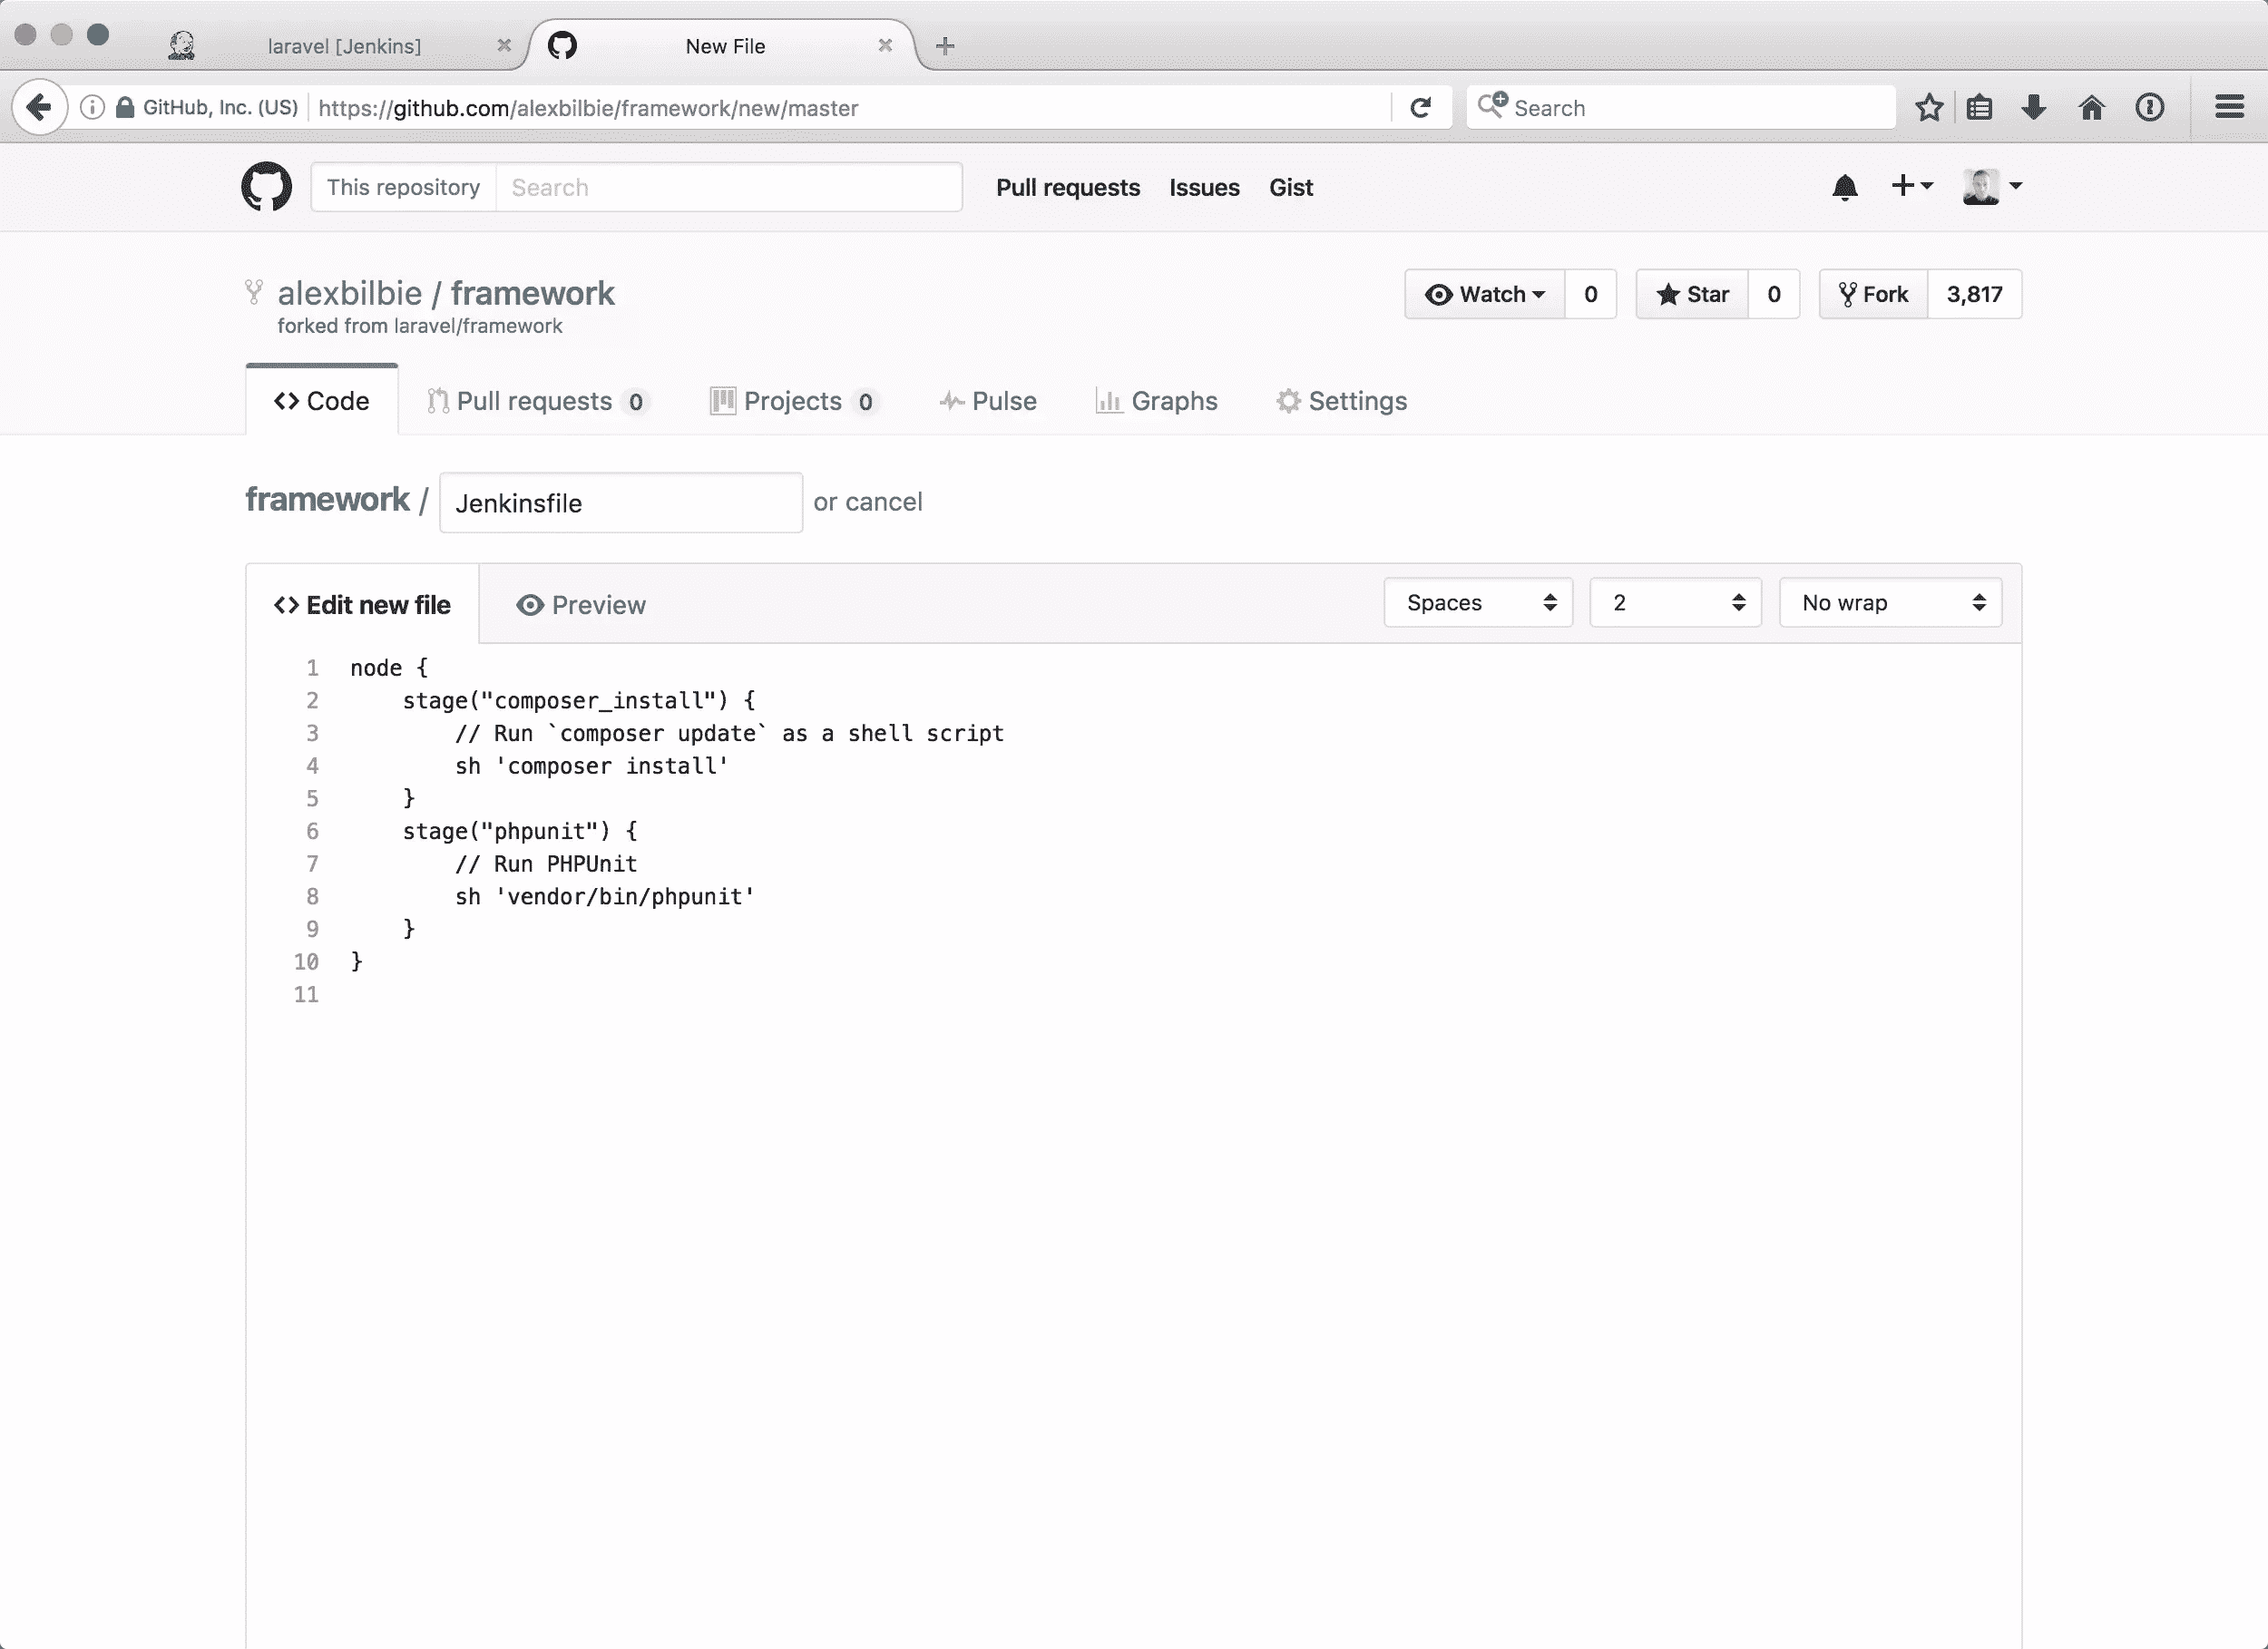 laravel [Jenkins]
New File
GitHub, Inc. (US) https://github.com/alexbilbie/framework/new/master
Search
This repository Search
Pull requests Issues Gist
alexbilbie / framework
forked from laravel/framework
Watch 0 Star 0 Fork 3,817
Code Pull requests 0 Projects 0 Pulse Graphs Settings
framework / Jenkinsfile or cancel
Edit new file Preview Spaces 2 No wrap
1 node {
2     stage("composer_install") {
3         // Run `composer update` as a shell script
4         sh 'composer install'
5     }
6     stage("phpunit") {
7         // Run PHPUnit
8         sh 'vendor/bin/phpunit'
9     }
10 }
11